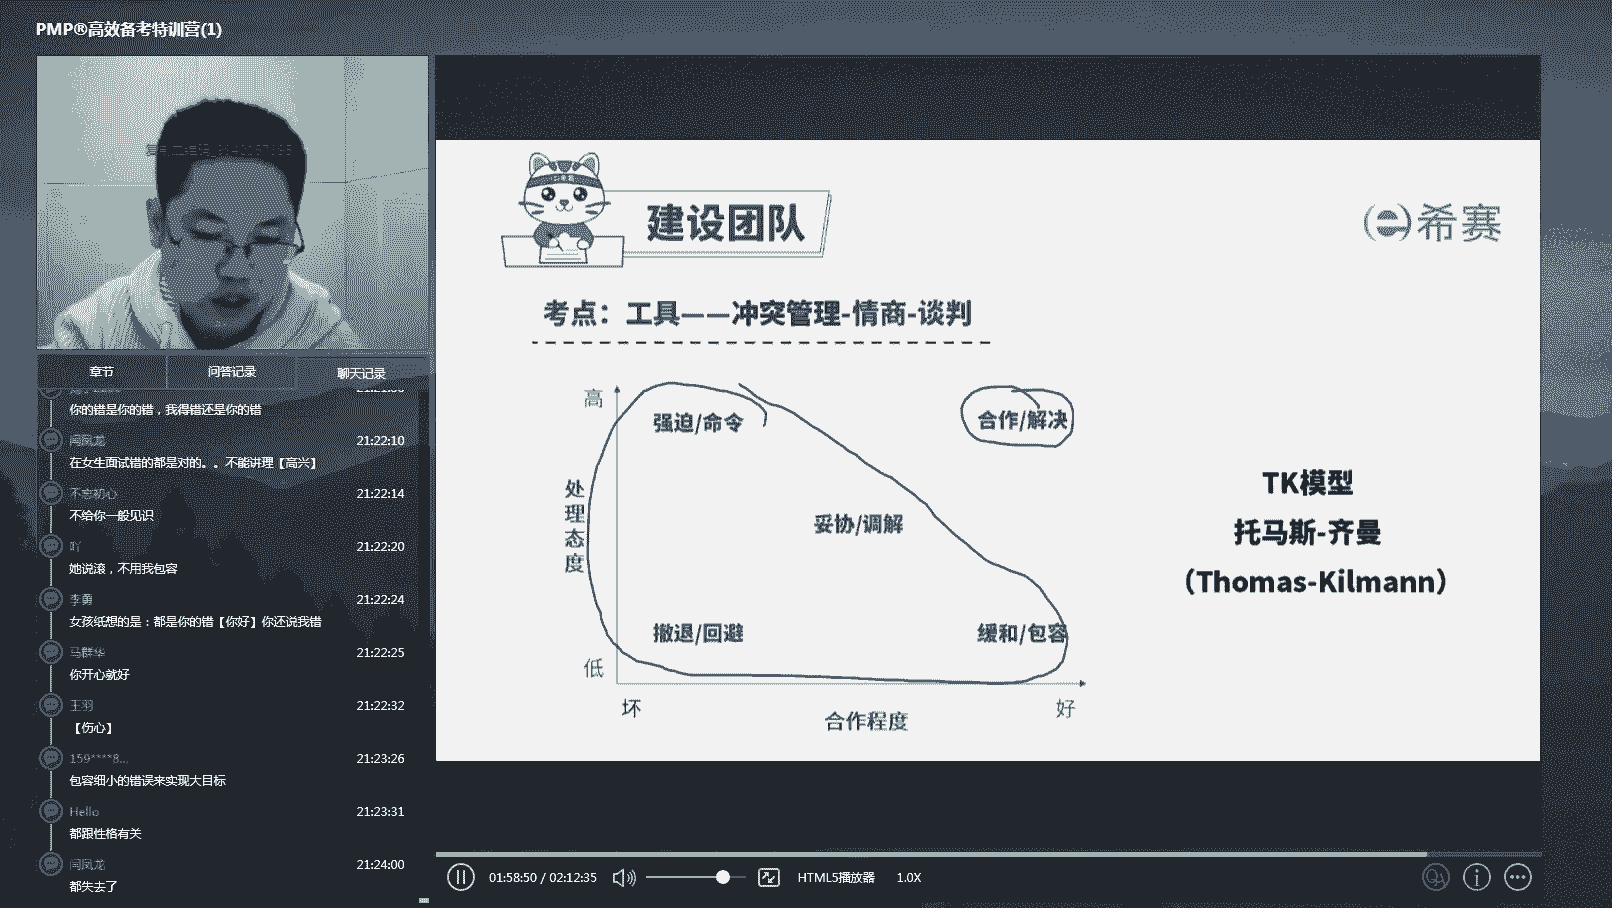 PMP®高效备考特训营(1)
章节
问答记录
聊天记录
你的错是你的错，我得错还是你的错
闫凤龙
21:22:10
在女生面试错的都是对的。。不能讲理【高兴】
不忘初心
21:22:14
不给你一般见识
吖
21:22:20
她说滚，不用我包容
李勇
21:22:24
女孩纸想的是：都是你的错【你好】你还说我错
马群华
21:22:25
你开心就好
王羽
21:22:32
【伤心】
159****8...
21:23:26
包容细小的错误来实现大目标
Hello
21:23:31
都跟性格有关
闫凤龙
21:24:00
都失去了
建设团队
希赛
考点：工具——冲突管理-情商-谈判
高
强迫/命令
合作/解决
处理态度
妥协/调解
撤退/回避
缓和/包容
低
坏
合作程度
好
TK模型
托马斯-齐曼
（Thomas-Kilmann）
01:58:50 / 02:12:35
HTML5播放器
1.0X